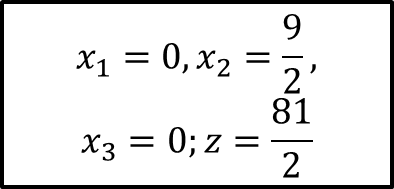 x₁ = 0, x₂ = 9/2,
x₃ = 0; z = 81/2